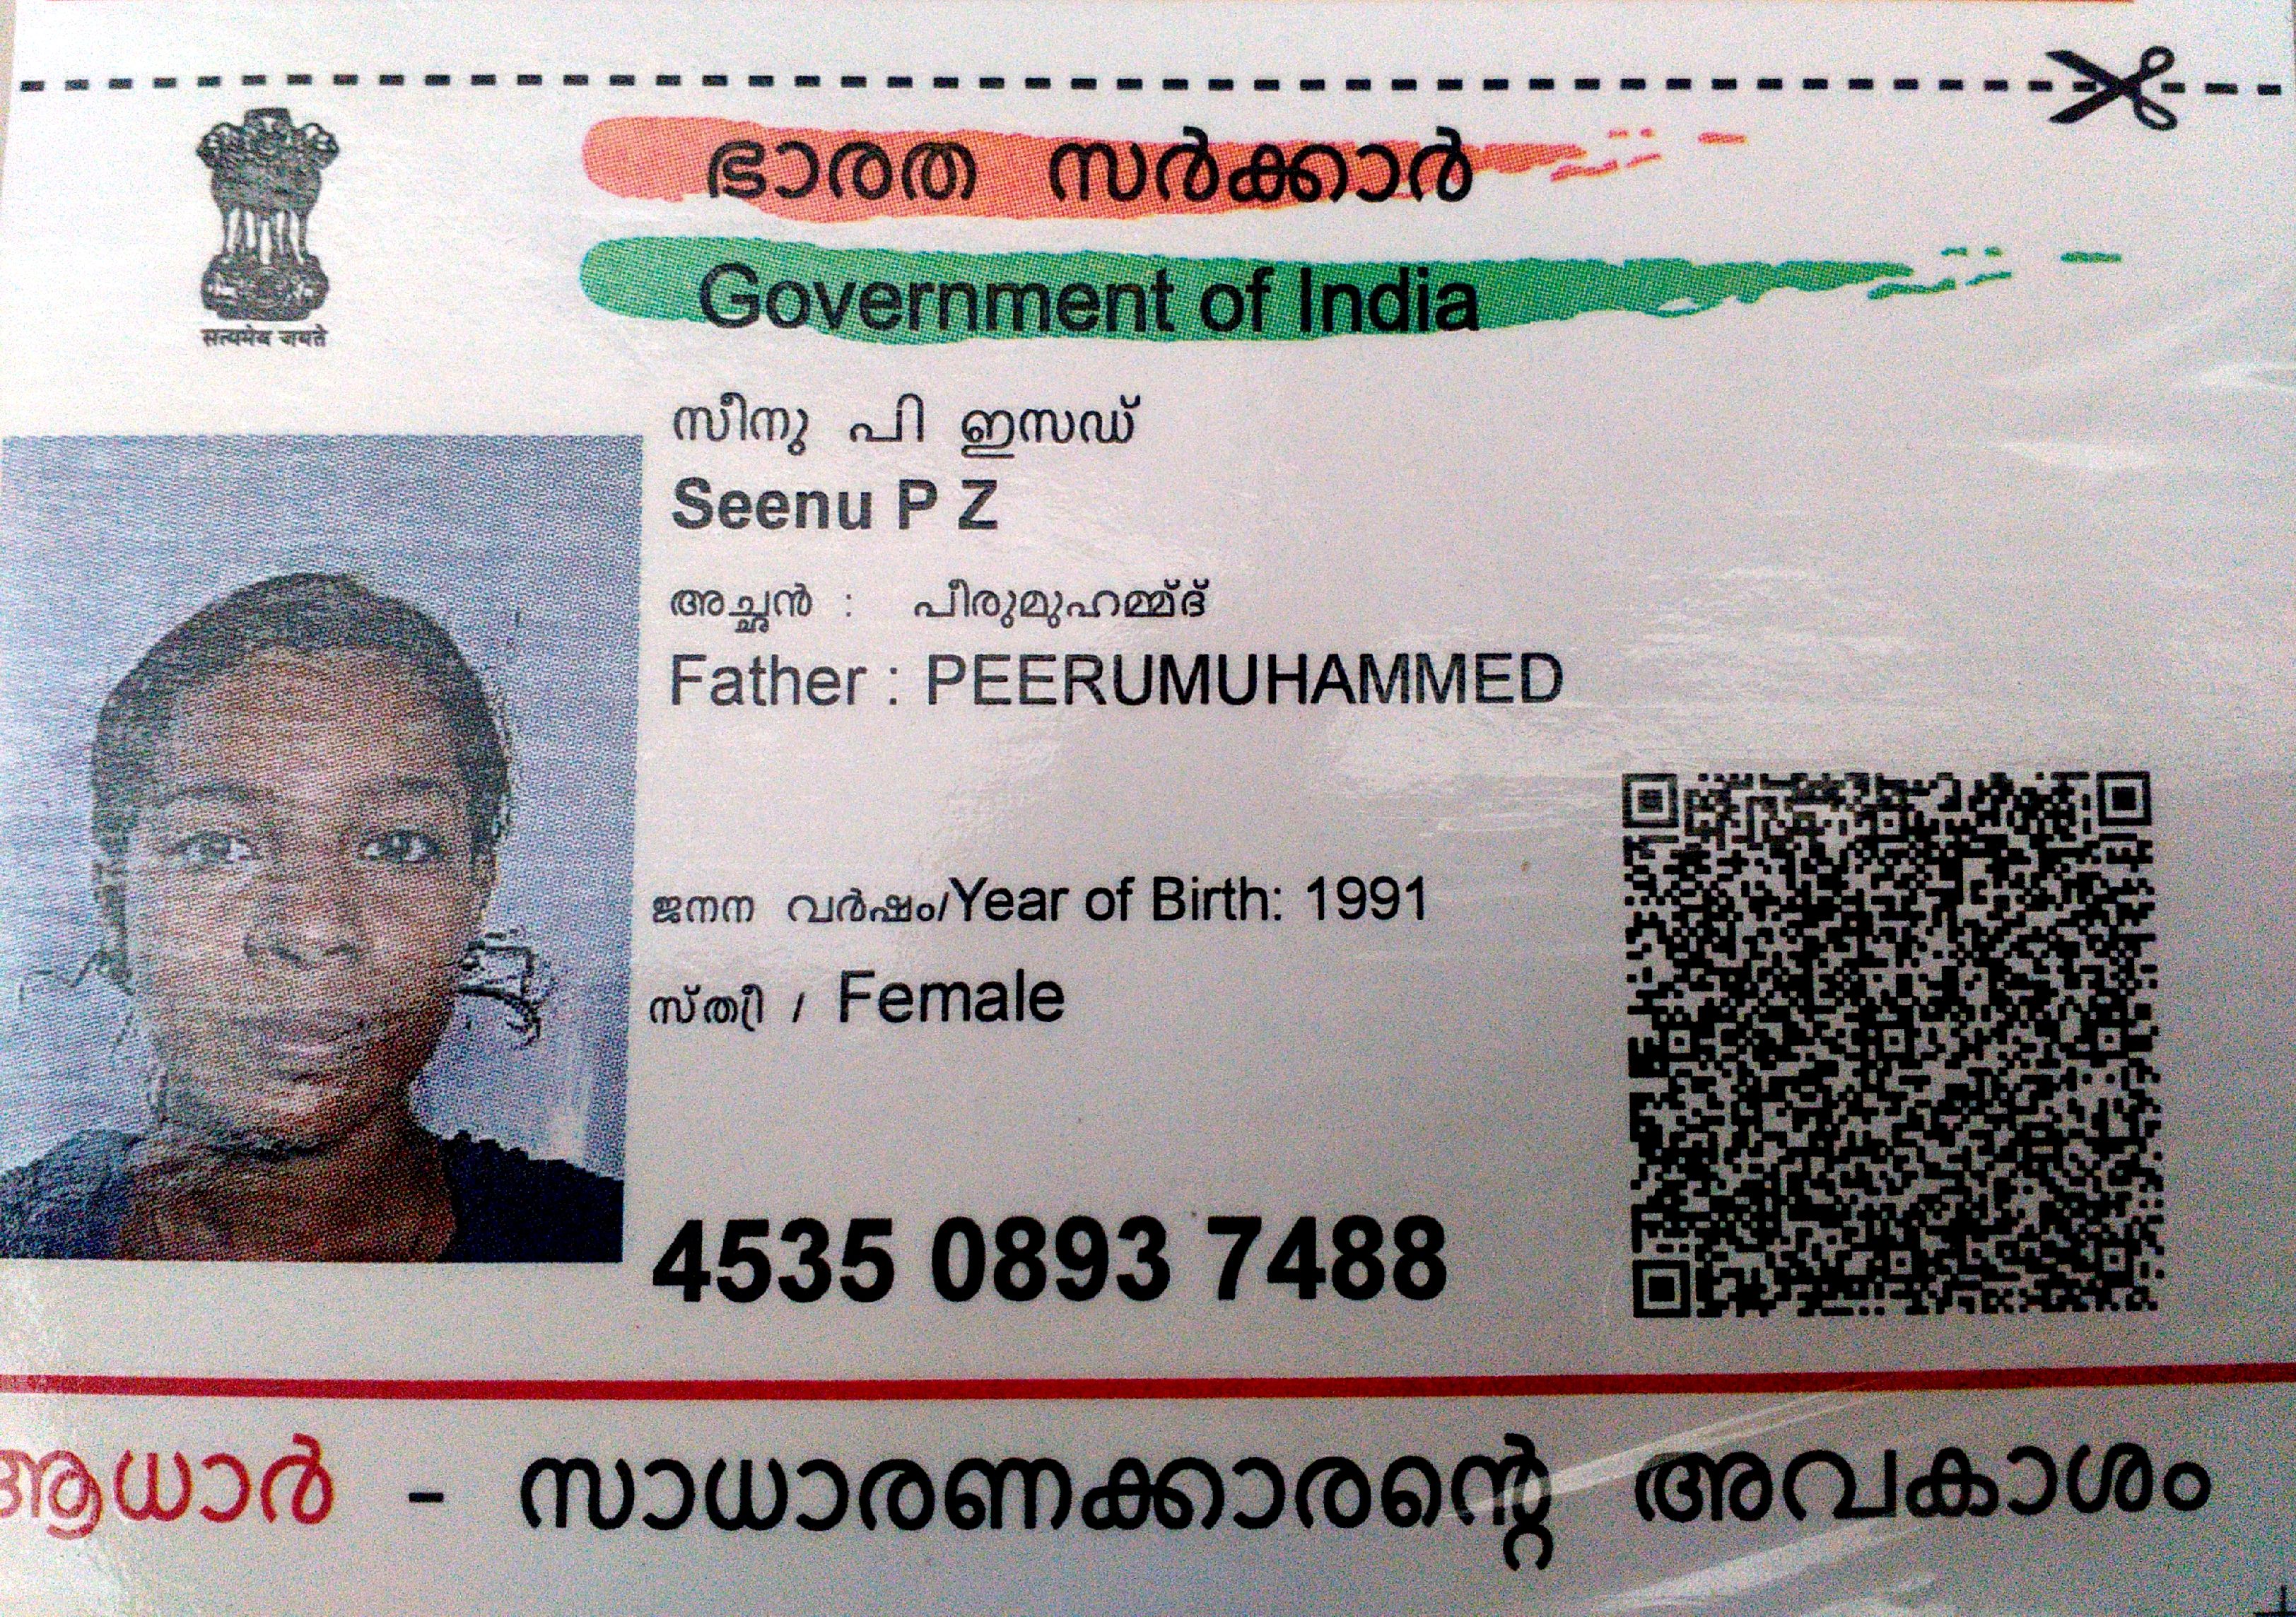 ഭാരത സർക്കാർ
Government of India
सत्यमेव जयते
സീനു പി ഇസഡ്
Seenu P Z
അച്ഛൻ : പീരുമുഹമ്മ്ദ്
Father : PEERUMUHAMMED
ജനന വർഷം/Year of Birth: 1991
സ്ത്രീ / Female
4535 0893 7488
ആധാർ - സാധാരണക്കാരന്റെ അവകാശം